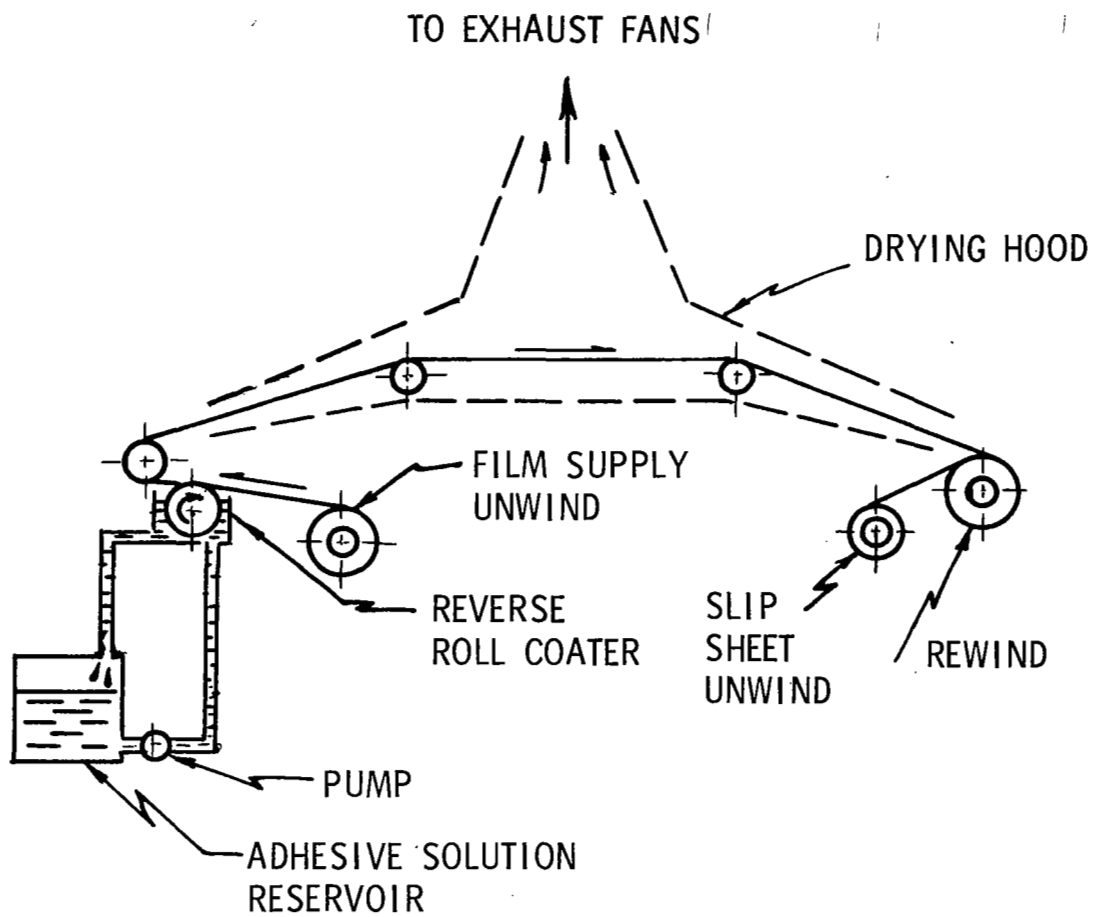 TO EXHAUST FANS
DRYING HOOD
FILM SUPPLY
UNWIND
REVERSE
ROLL COATER
SLIP
SHEET
UNWIND
REWIND
PUMP
ADHESIVE SOLUTION
RESERVOIR